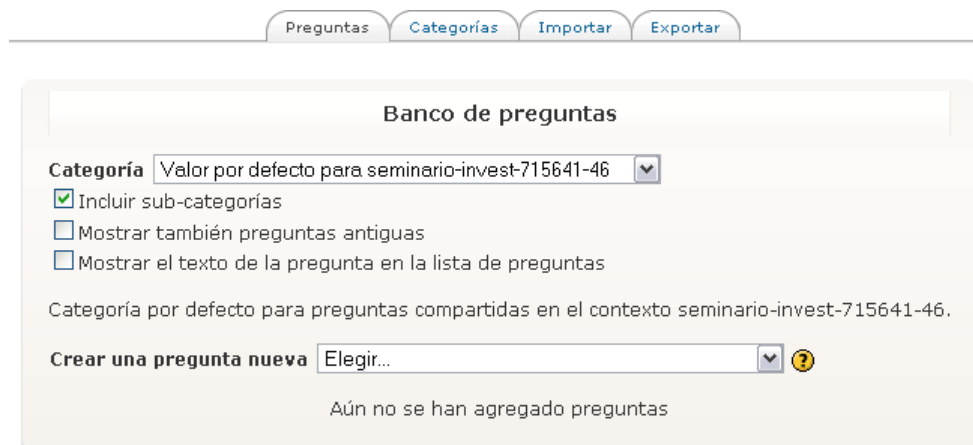 Preguntas Categorías Importar Exportar
Banco de preguntas
Categoría Valor por defecto para seminario-invest-715641-46
Incluir sub-categorías
Mostrar también preguntas antiguas
Mostrar el texto de la pregunta en la lista de preguntas
Categoría por defecto para preguntas compartidas en el contexto seminario-invest-715641-46.
Crear una pregunta nueva Elegir... ?
Aún no se han agregado preguntas